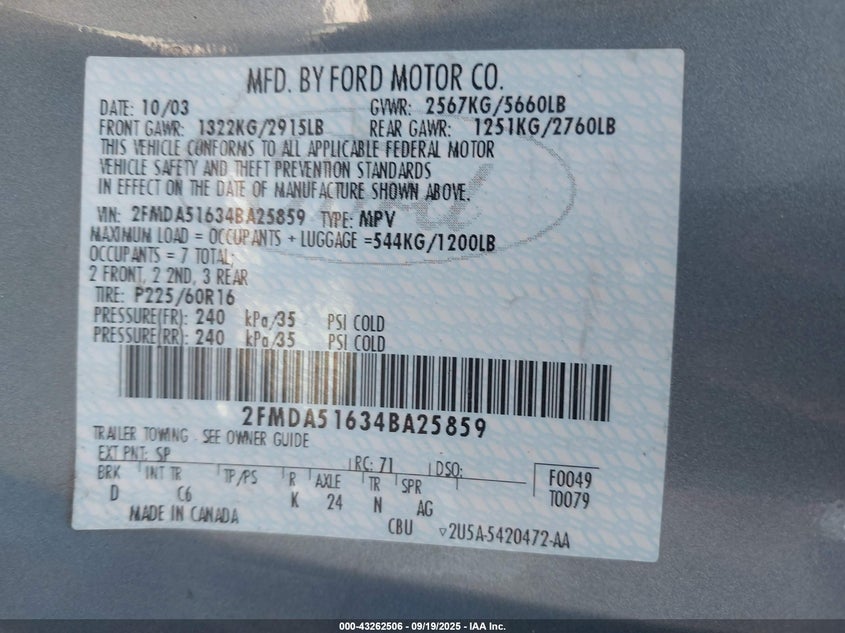 MFD. BY FORD MOTOR CO.
DATE: 10/03 GVWR: 2567KG/5660LB
FRONT GAWR: 1322KG/2915LB REAR GAWR: 1251KG/2760LB
THIS VEHICLE CONFORMS TO ALL APPLICABLE FEDERAL MOTOR
VEHICLE SAFETY AND THEFT PREVENTION STANDARDS
IN EFFECT ON THE DATE OF MANUFACTURE SHOWN ABOVE.
VIN: 2FMDA51634BA25859 TYPE: MPV
MAXIMUM LOAD = OCCUPANTS + LUGGAGE =544KG/1200LB
OCCUPANTS = 7 TOTAL;
2 FRONT, 2 2ND, 3 REAR
TIRE: P225/60R16
PRESSURE(FR): 240 kPa/35 PSI COLD
PRESSURE(RR): 240 kPa/35 PSI COLD
2FMDA51634BA25859
TRAILER TOWING - SEE OWNER GUIDE
EXT PNT: SP RC: 71 DSO:
BRK INT TR TP/PS R AXLE TR SPR
D C6 K 24 N AG
F0049
T0079
MADE IN CANADA
CBU ▽2U5A-5420472-AA
Ford
000-43262506 - 09/19/2025 - IAA Inc.